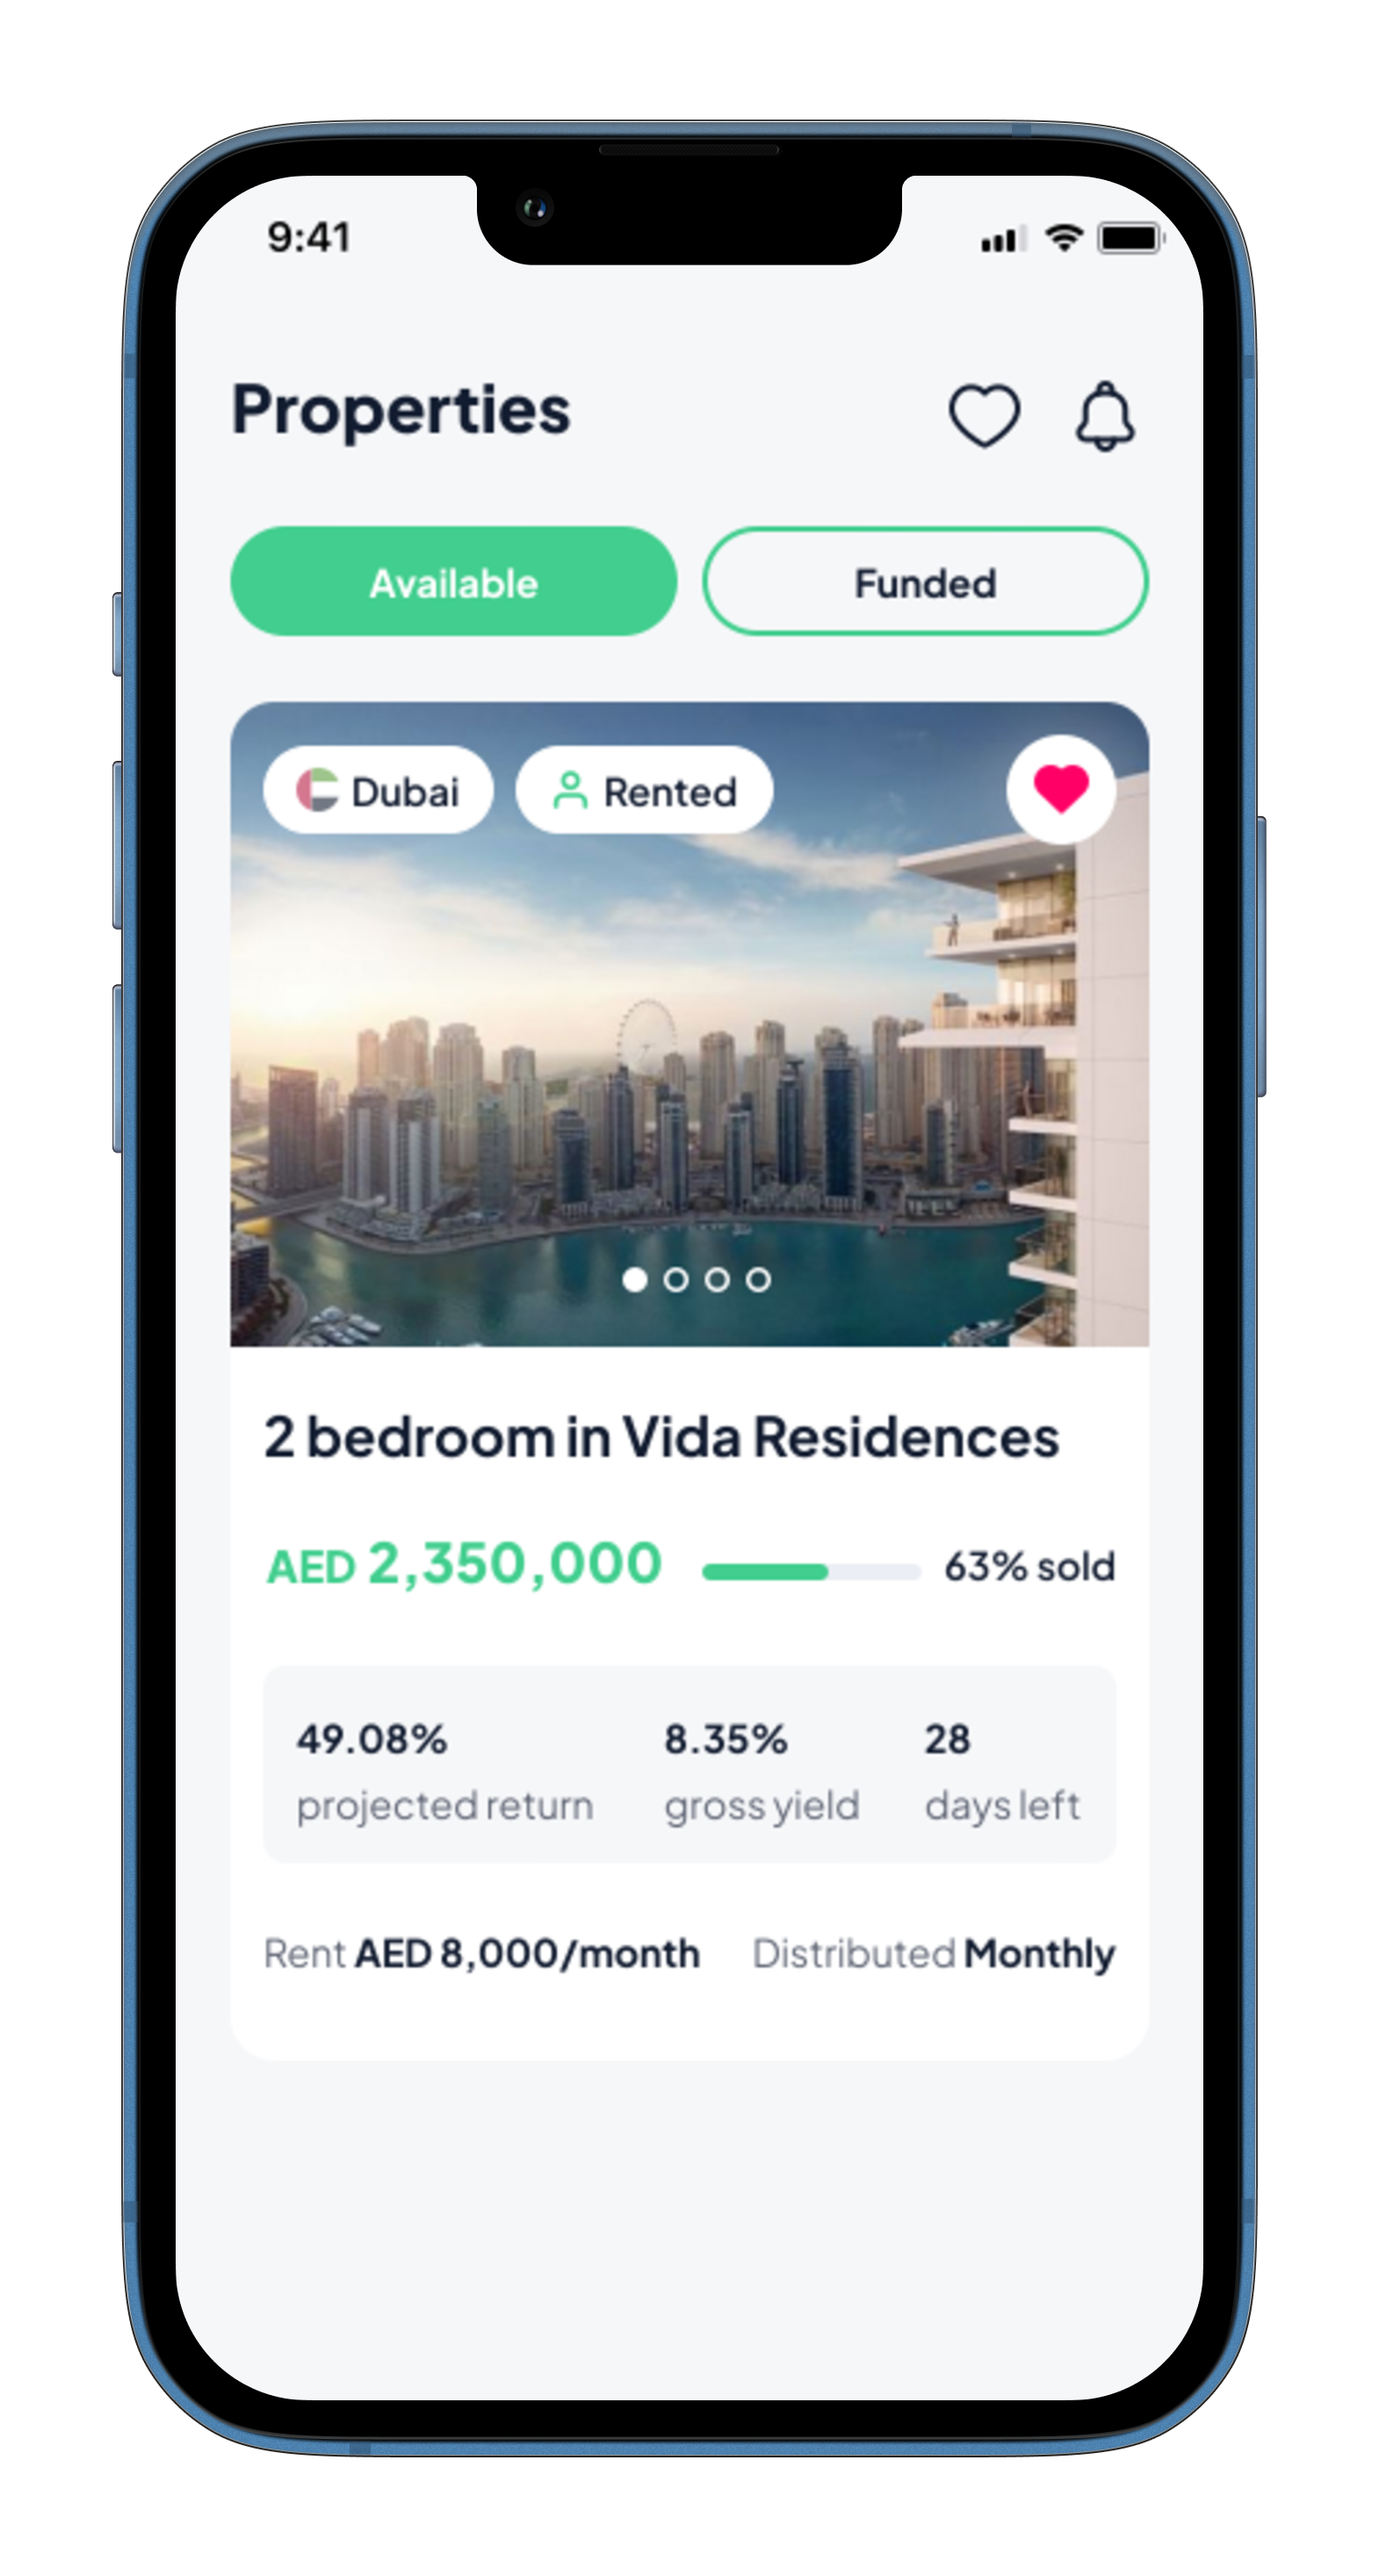 9:41
Properties
Available Funded
Dubai Rented
2 bedroom in Vida Residences
AED 2,350,000 63% sold
49.08% 8.35% 28
projected return gross yield days left
Rent AED 8,000/month Distributed Monthly